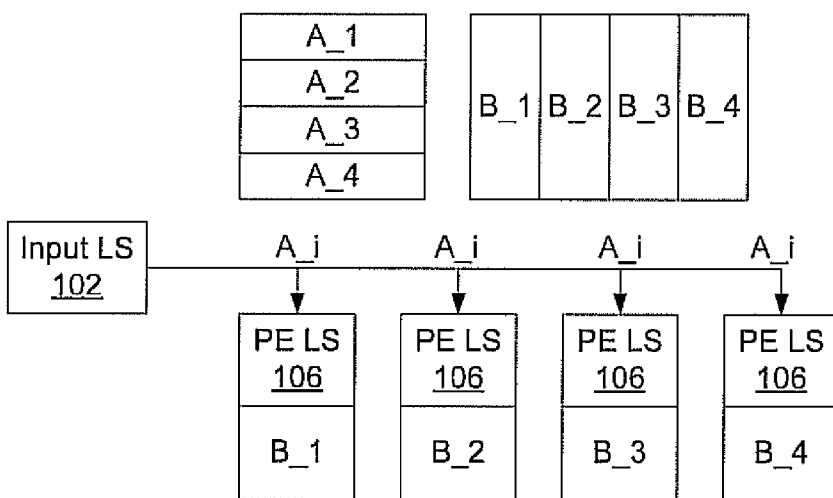 A_1
A_2
A_3
A_4
B_1 B_2 B_3 B_4
Input LS
102
A_i A_i A_i A_i
PE LS PE LS PE LS PE LS
106 106 106 106
B_1 B_2 B_3 B_4